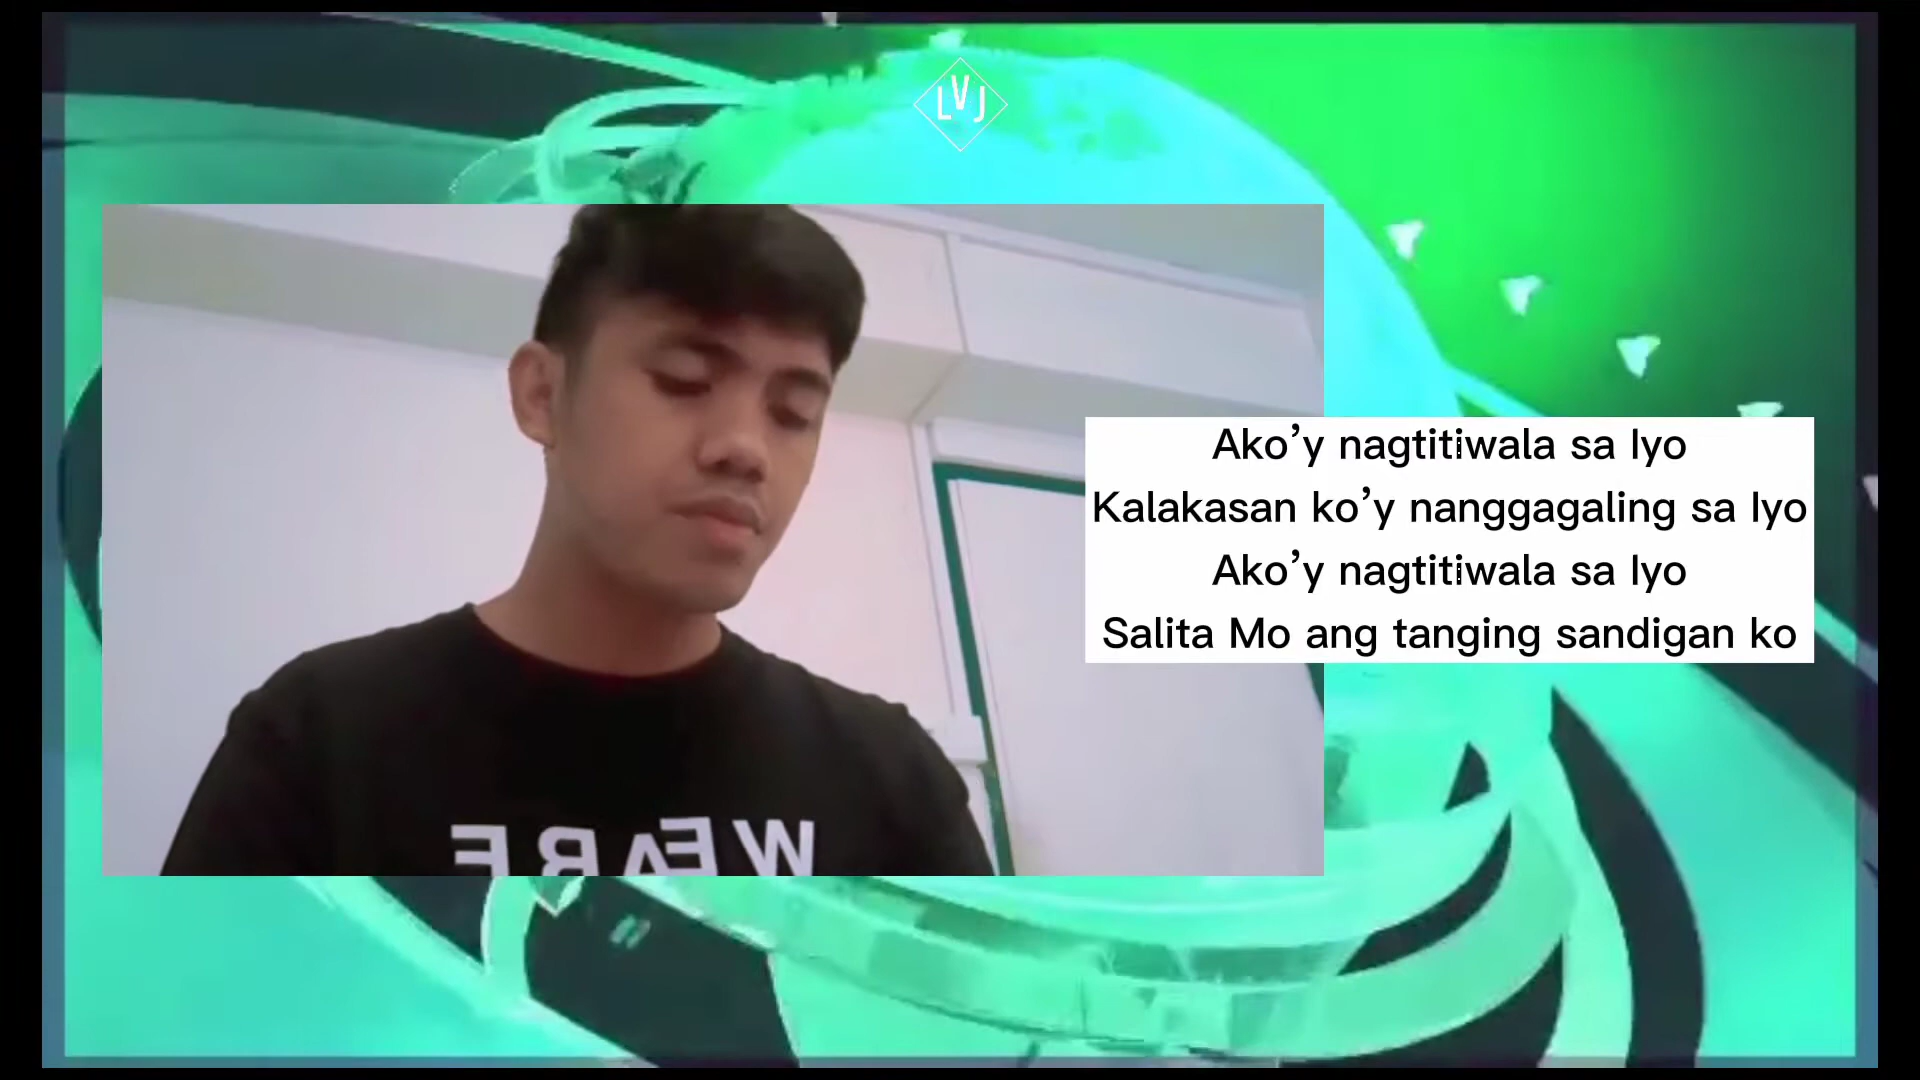 LVJ
Ako’y nagtitiwala sa Iyo
Kalakasan ko’y nanggagaling sa Iyo
Ako’y nagtitiwala sa Iyo
Salita Mo ang tanging sandigan ko
WEARE